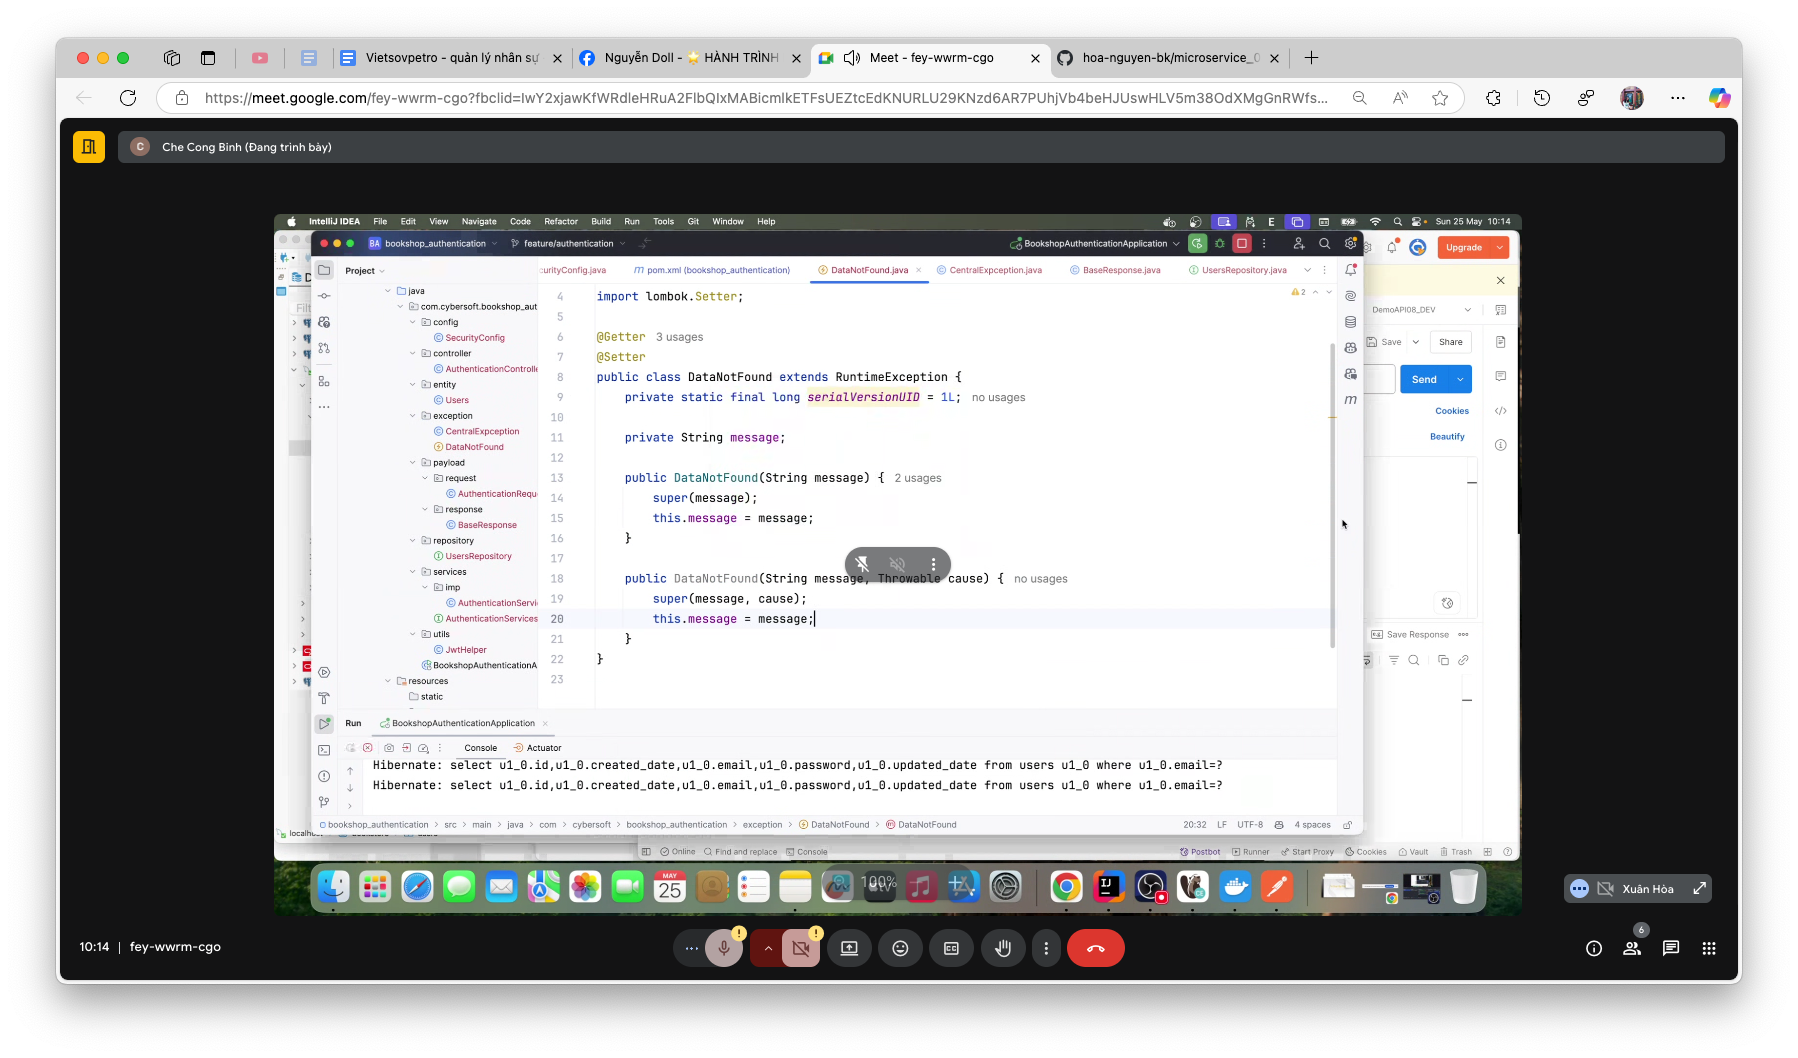 Vietsovpetro - quản lý nhân sự
Nguyễn Doll - ⭐ HÀNH TRÌNH
Meet - fey-wwrm-cgo
hoa-nguyen-bk/microservice_0
https://meet.google.com/fey-wwrm-cgo?fbclid=IwY2xjawKfWRdleHRuA2FlbQIxMABicmlkETFsUEZtcEdKNURLU29KNzd6AR7PUhjVb4beHJUswHLV5m38OdXMgGnRWfs...
C Che Cong Binh (Đang trình bày)
IntelliJ IDEA File Edit View Navigate Code Refactor Build Run Tools Git Window Help
E
Sun 25 May 10:14
BA bookshop_authentication
feature/authentication
BookshopAuthenticationApplication
Upgrade
Project
curityConfig.java
pom.xml (bookshop_authentication)
DataNotFound.java
CentralExpception.java
BaseResponse.java
UsersRepository.java
java
com.cybersoft.bookshop_aut
config
SecurityConfig
controller
AuthenticationControlle
entity
Users
exception
CentralExpception
DataNotFound
payload
request
AuthenticationRequ
response
BaseResponse
repository
UsersRepository
services
imp
AuthenticationServi
AuthenticationServices
utils
JwtHelper
BookshopAuthenticationA
resources
static
4 import lombok.Setter;
2
5
6 @Getter 3 usages
7 @Setter
8 public class DataNotFound extends RuntimeException {
9 private static final long serialVersionUID = 1L; no usages
10
11 private String message;
12
13 public DataNotFound(String message) { 2 usages
14 super(message);
15 this.message = message;
16 }
17
18 public DataNotFound(String message, Throwable cause) { no usages
19 super(message, cause);
20 this.message = message;
21 }
22 }
23
DemoAPI08_DEV
Save
Share
Send
Cookies
Beautify
Save Response
Run BookshopAuthenticationApplication
Console Actuator
Hibernate: select u1_0.id,u1_0.created_date,u1_0.email,u1_0.password,u1_0.updated_date from users u1_0 where u1_0.email=?
Hibernate: select u1_0.id,u1_0.created_date,u1_0.email,u1_0.password,u1_0.updated_date from users u1_0 where u1_0.email=?
bookshop_authentication > src > main > java > com > cybersoft > bookshop_authentication > exception > DataNotFound > DataNotFound
20:32 LF UTF-8 4 spaces
Online Find and replace Console
Postbot Runner Start Proxy Cookies Vault Trash
MAY
25
100%
Xuân Hòa
10:14 | fey-wwrm-cgo
6